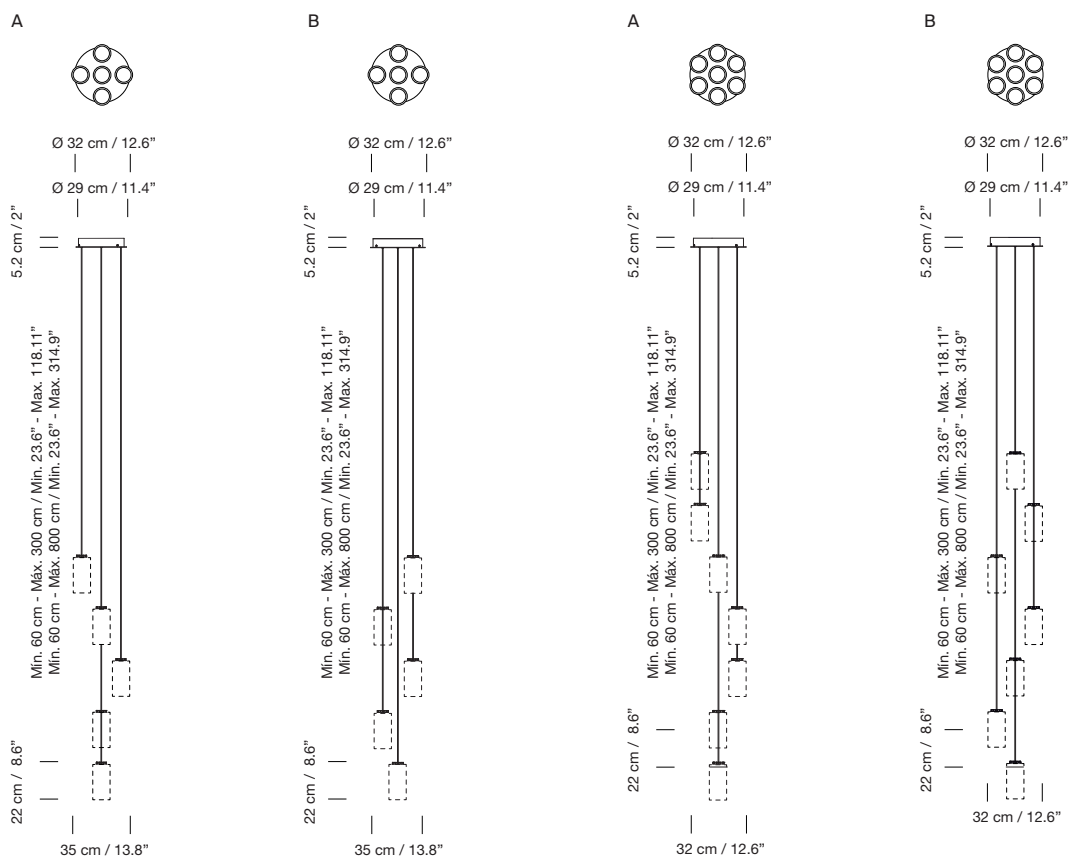 A
Ø 32 cm / 12.6”
Ø 29 cm / 11.4”
5.2 cm / 2”
Mín. 60 cm - Máx. 300 cm / Min. 23.6” - Max. 118.11”
Mín. 60 cm - Máx. 800 cm / Min. 23.6” - Max. 314.9”
22 cm / 8.6”
35 cm / 13.8”
B
Ø 32 cm / 12.6”
Ø 29 cm / 11.4”
5.2 cm / 2”
Mín. 60 cm - Máx. 300 cm / Min. 23.6” - Max. 118.11”
Mín. 60 cm - Máx. 800 cm / Min. 23.6” - Max. 314.9”
22 cm / 8.6”
35 cm / 13.8”
A
Ø 32 cm / 12.6”
Ø 29 cm / 11.4”
5.2 cm / 2”
Mín. 60 cm - Máx. 300 cm / Min. 23.6” - Max. 118.11”
Mín. 60 cm - Máx. 800 cm / Min. 23.6” - Max. 314.9”
22 cm / 8.6”
32 cm / 12.6”
B
Ø 32 cm / 12.6”
Ø 29 cm / 11.4”
5.2 cm / 2”
Mín. 60 cm - Máx. 300 cm / Min. 23.6” - Max. 118.11”
Mín. 60 cm - Máx. 800 cm / Min. 23.6” - Max. 314.9”
22 cm / 8.6”
32 cm / 12.6”